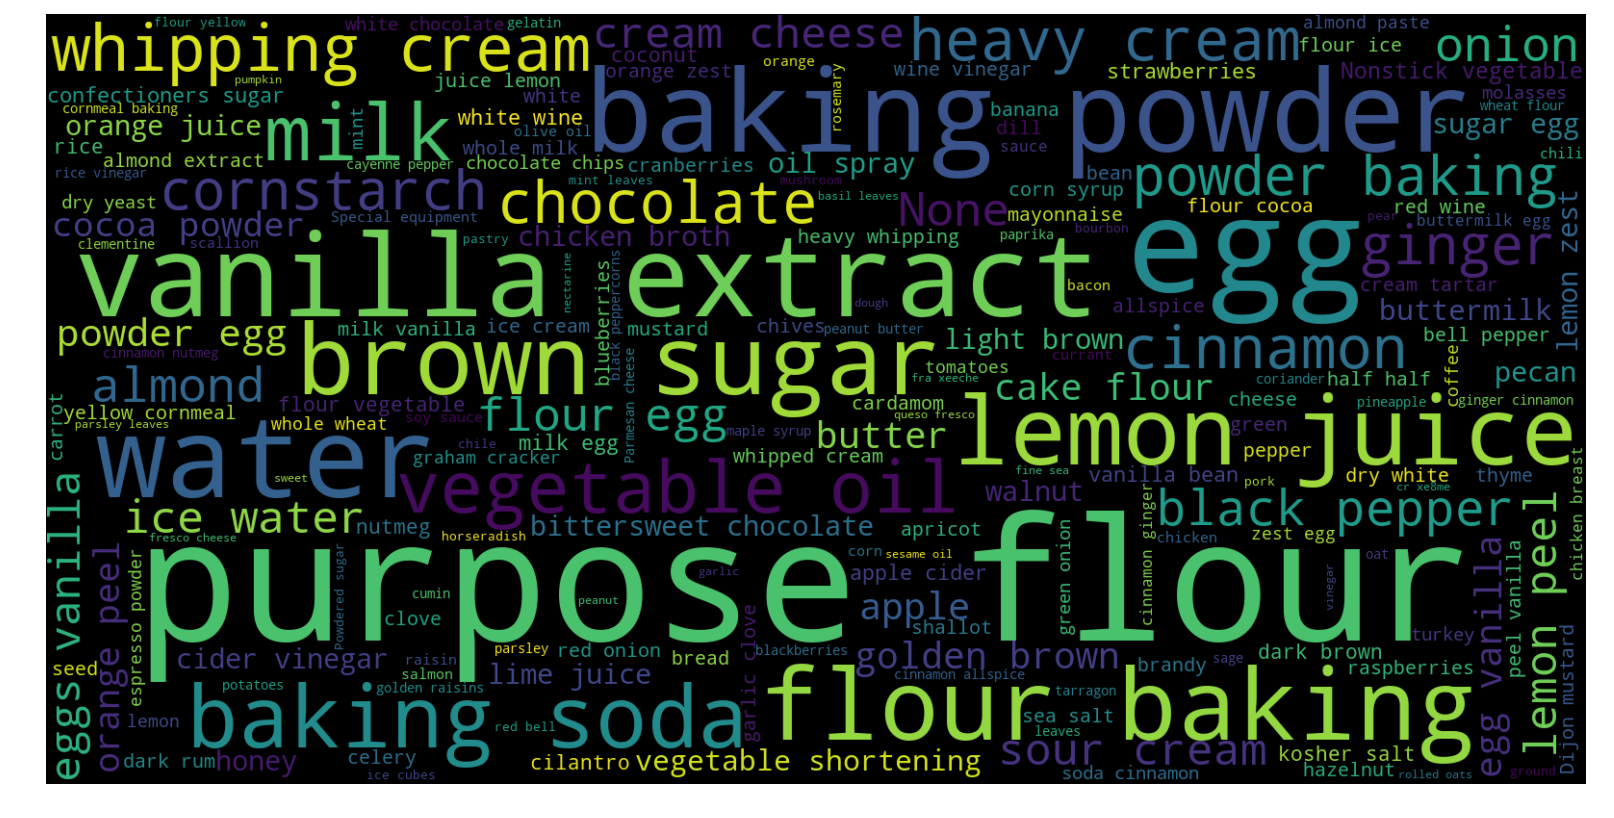 flour yellow
white chocolate
gelatin
whipping cream
cream cheese
heavy cream
almond paste
flour ice
onion
coconut
orange zest
orange
wine vinegar
strawberries
Nonstick vegetable
pumpkin
juice lemon
confectioners sugar
white
baking powder
molasses
cornmeal baking
orange juice
milk
mint
white wine
rosemary
banana
wheat flour
sugar egg
rice
olive oil
dill
almond extract
whole milk
sauce
cayenne pepper
chocolate chips
cranberries
oil spray
bean
powder baking
chili
rice vinegar
cornstarch
mint leaves
mushroom
corn syrup
dry yeast
chocolate
basil leaves
None
mayonnaise
flour cocoa
red wine
lemon zest
cocoa powder
Special equipment
egg
pear
buttermilk egg
clementine
scallion
pastry
chicken broth
heavy whipping
paprika
bourbon
ginger
vanilla extract
nectarine
blueberries
black peppercorns
bacon
cream tartar
dough
allspice
buttermilk
powder egg
milk vanilla
ice cream
mustard
chives
peanut butter
light brown
cinnamon
bell pepper
cinnamon nutmeg
brown sugar
currant
coffee
almond
tomatoes
fra xeeche
cake flour
coriander
half half
pecan
flour vegetable
cardamom
cheese
pineapple
ginger cinnamon
yellow cornmeal
soy sauce
flour egg
queso fresco
lemon juice
carrot
parsley leaves
whole wheat
Parmesan cheese
maple syrup
butter
green
water
chile
milk egg
graham cracker
whipped cream
pepper
sweet
vegetable oil
fine sea
vanilla bean
pork
dry white
thyme
walnut
cr xe8me
chicken breast
eggs vanilla
ice water
nutmeg
bittersweet chocolate
apricot
green onion
cinnamon ginger
black pepper
lemon peel
fresco cheese
horseradish
chicken
zest egg
orange peel
espresso powder
Powdered sugar
purpose flour
corn
sesame oil
oat
garlic
apple cider
vinegar
peel vanilla
cumin
peanut
apple
clove
shallot
turkey
egg vanilla
Dijon mustard
seed
cider vinegar
raisin
parsley
red onion
bread
garlic clove
blackberries
golden brown
sage
dark brown
salmon
lime juice
cinnamon allspice
brandy
raspberries
potatoes
golden raisins
baking soda
flour baking
tarragon
lemon
red bell
sea salt
leaves
dark rum
honey
celery
cilantro
vegetable shortening
sour cream
kosher salt
ice cubes
soda cinnamon
hazelnut
rolled oats
ground